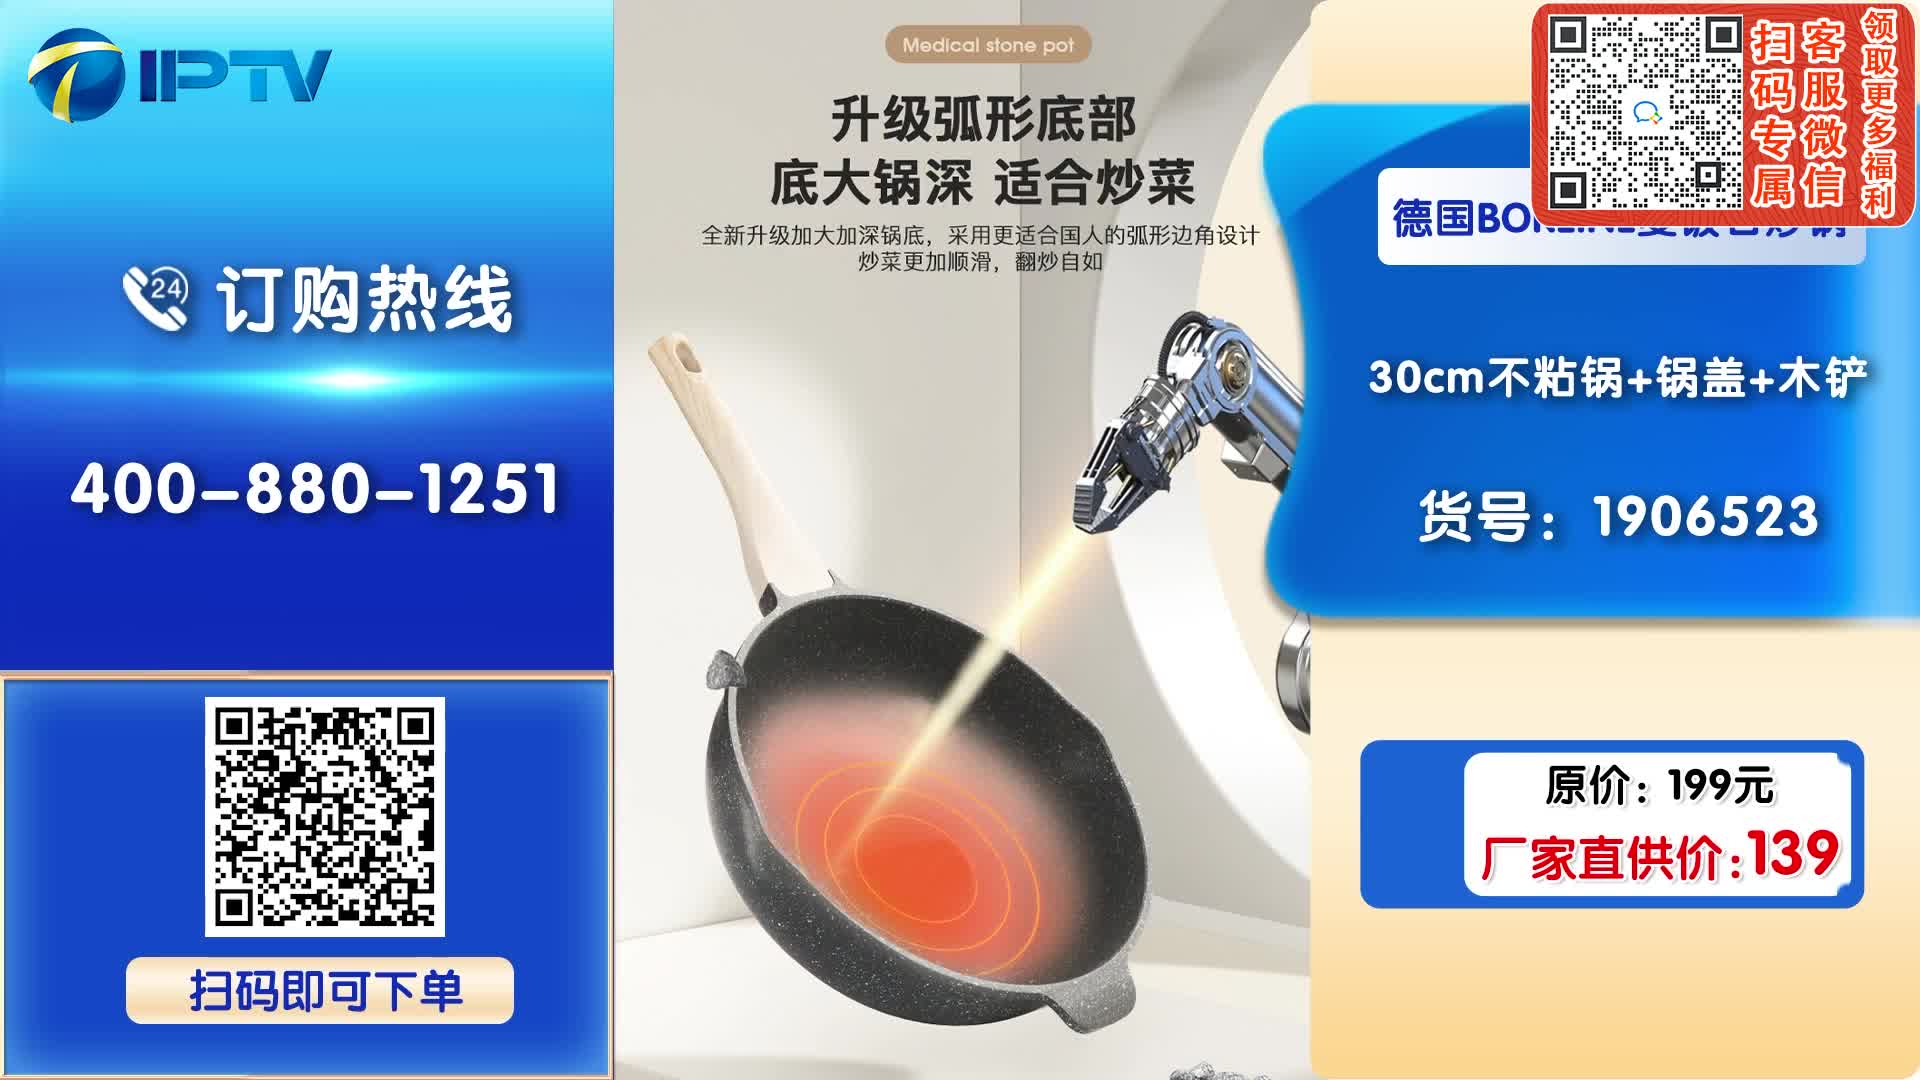 IPTV
24
订购热线
400-880-1251
扫码即可下单
Medical stone pot
升级弧形底部
底大锅深 适合炒菜
全新升级加大加深锅底，采用更适合国人的弧形边角设计
炒菜更加顺滑，翻炒自如
扫码专属
客服微信
领取更多福利
德国BO
30cm不粘锅+锅盖+木铲
货号：1906523
原价：199元
厂家直供价:139